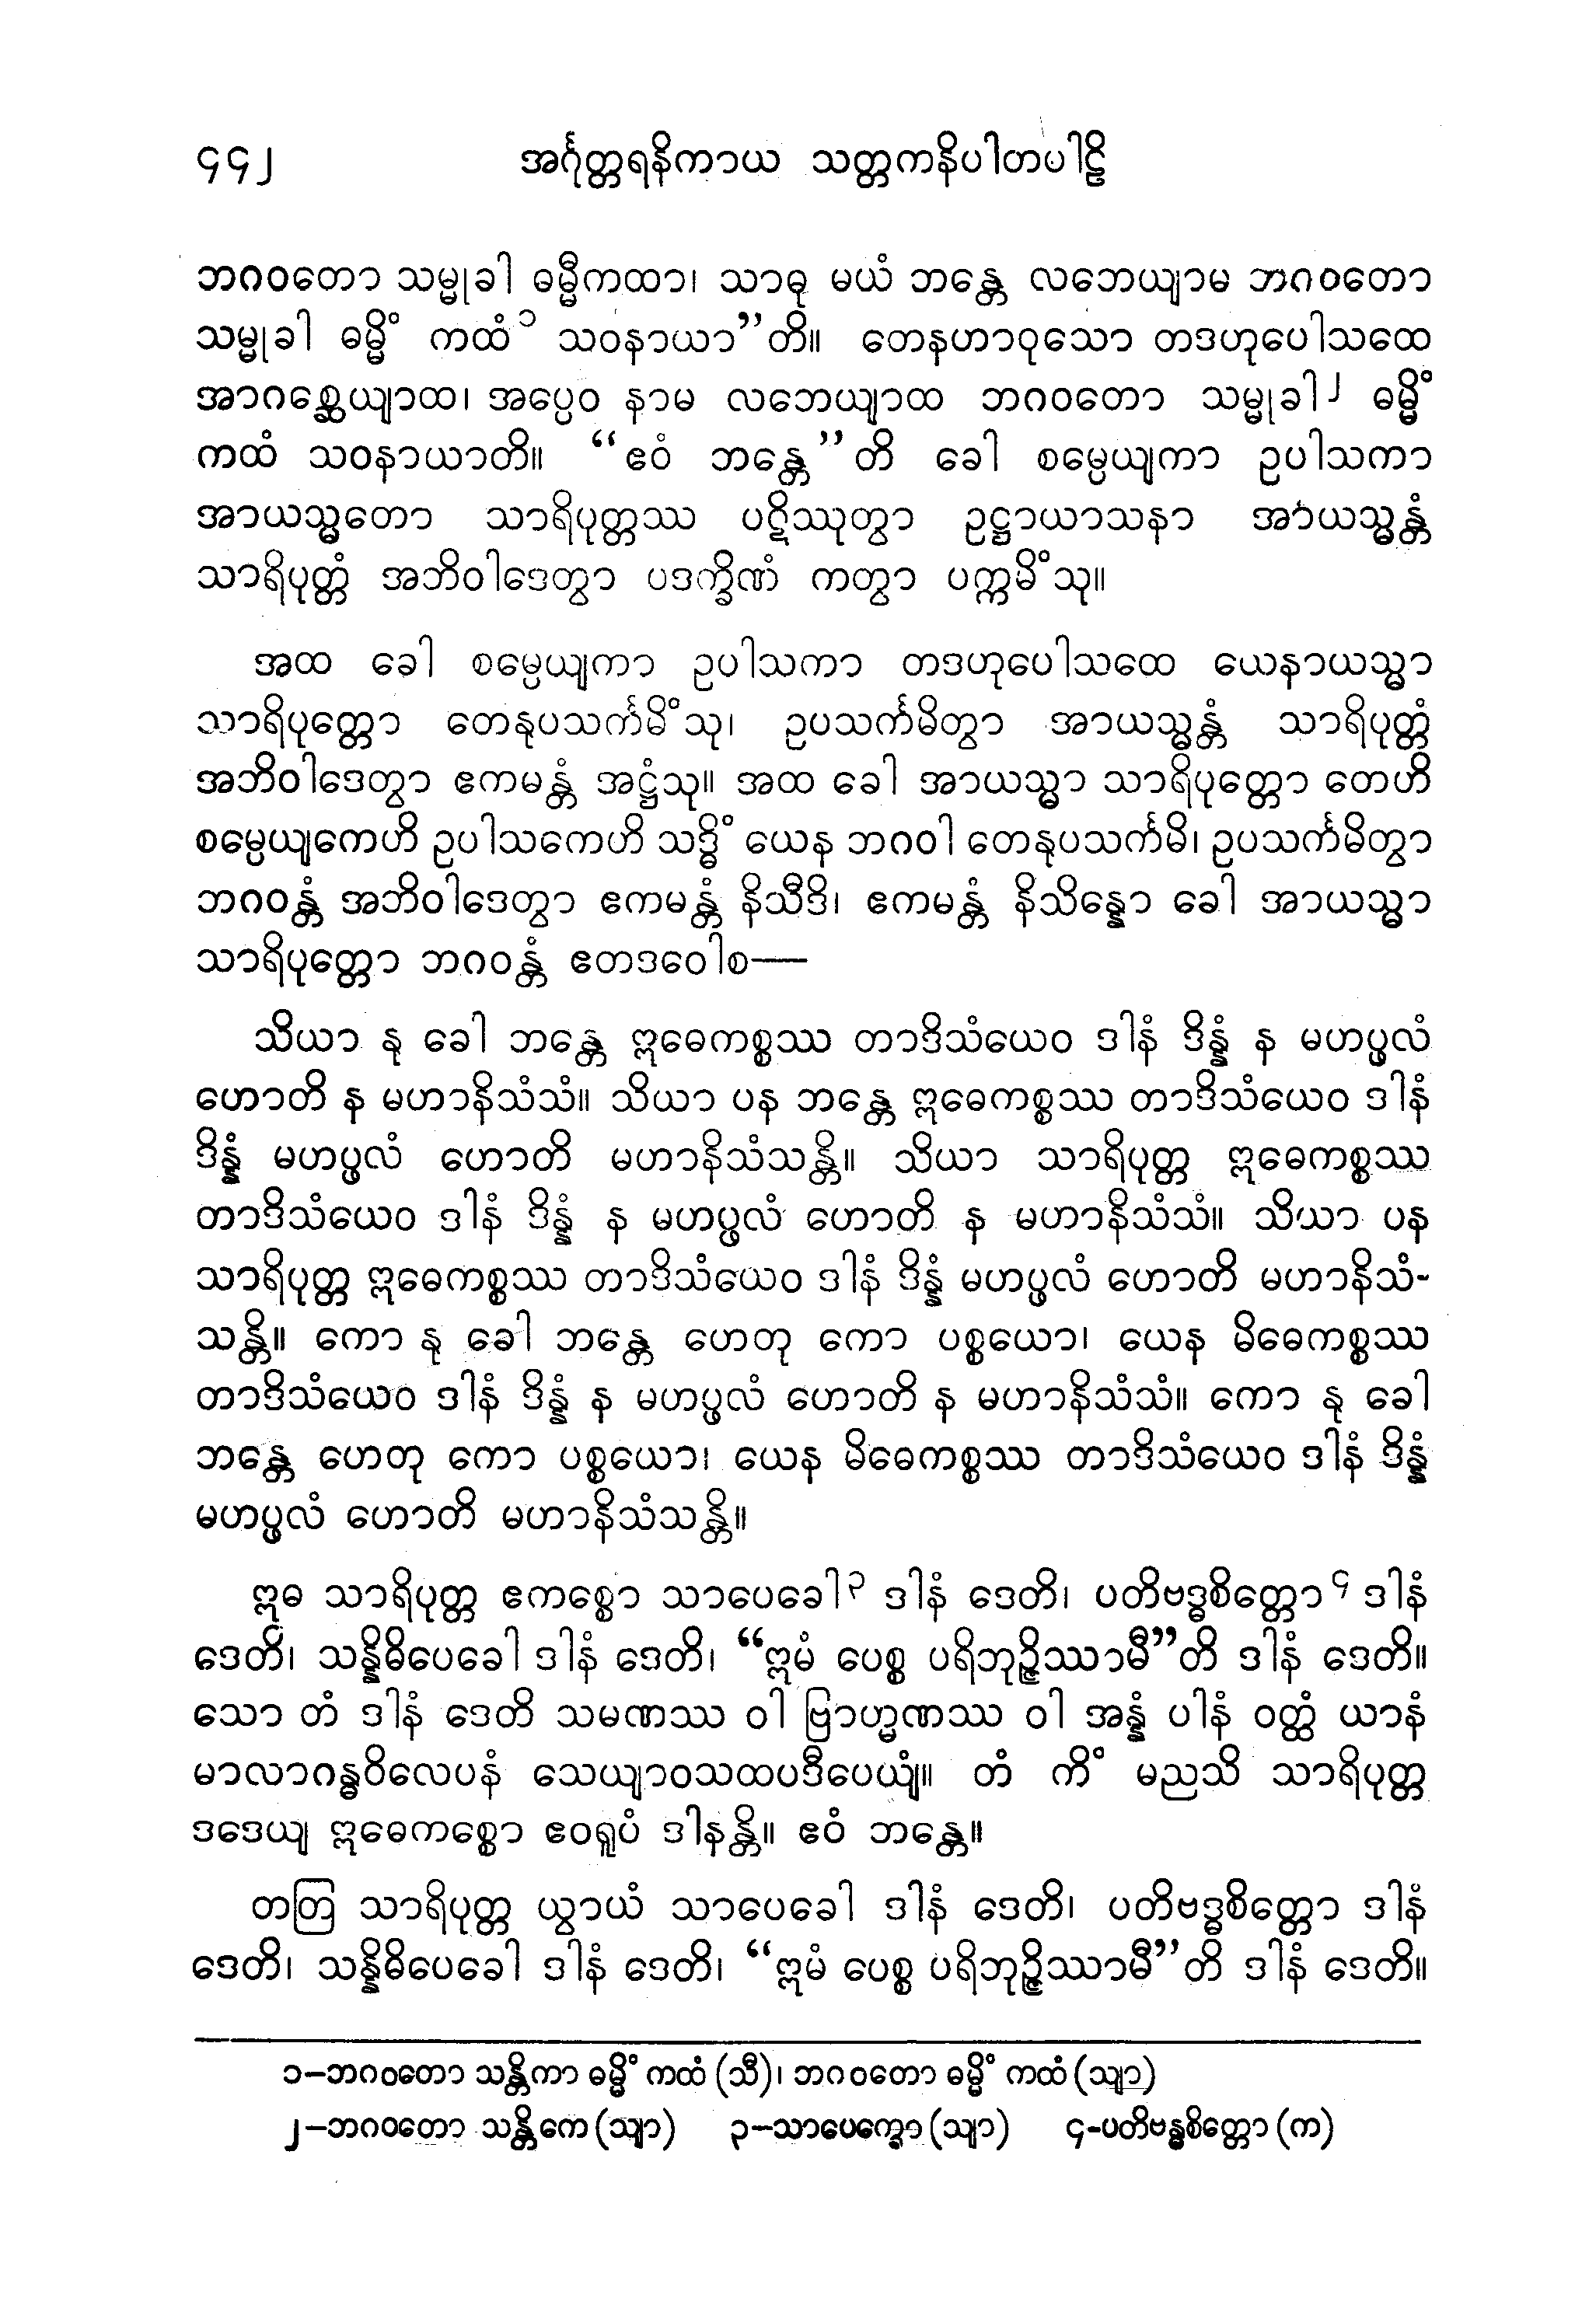 ၄၄၂ အင်္ဂုတ္တရနိကာယ သတ္တကနိပါတပါဠိ
ဘဂဝတော သမ္မုခါ ဓမ္မီကထာ၊ သာဓု မယံ ဘန္တေ လဘေယျာမ ဘဂဝတော
သမ္မုခါ ဓမ္မိံ ကထံ၁ သဝနာယာ”တိ။ တေနဟာဝုသော တဒဟုပေါသထေ
အာဂစ္ဆေယျာထ၊ အပ္ပေဝ နာမ လဘေယျာထ ဘဂဝတော သမ္မုခါ၂ ဓမ္မိံ
ကထံ သဝနာယာတိ။ “ဧဝံ ဘန္တေ”တိ ခေါ စမ္ပေယျကာ ဥပါသကာ
အာယသ္မတော သာရိပုတ္တဿ ပဋိဿုတွာ ဥဋ္ဌာယာသနာ အာယသ္မန္တံ
သာရိပုတ္တံ အဘိဝါဒေတွာ ပဒက္ခိဏံ ကတွာ ပက္ကမိံသု။
အထ ခေါ စမ္ပေယျကာ ဥပါသကာ တဒဟုပေါသထေ ယေနာယသ္မာ
သာရိပုတ္တော တေနုပသင်္ကမိံသု၊ ဥပသင်္ကမိတွာ အာယသ္မန္တံ သာရိပုတ္တံ
အဘိဝါဒေတွာ ဧကမန္တံ အဋ္ဌံသု။ အထ ခေါ အာယသ္မာ သာရိပုတ္တော တေဟိ
စမ္ပေယျကေဟိ ဥပါသကေဟိ သဒ္ဓိံ ယေန ဘဂဝါ တေနုပသင်္ကမိ၊ ဥပသင်္ကမိတွာ
ဘဂဝန္တံ အဘိဝါဒေတွာ ဧကမန္တံ နိသီဒိ၊ ဧကမန္တံ နိသိန္နော ခေါ အာယသ္မာ
သာရိပုတ္တော ဘဂဝန္တံ ဧတဒဝေါစ—
သိယာ နု ခေါ ဘန္တေ ဣဓေကစ္စဿ တာဒိသံယေဝ ဒါနံ ဒိန္နံ န မဟပ္ဖလံ
ဟောတိ န မဟာနိသံသံ။ သိယာ ပန ဘန္တေ ဣဓေကစ္စဿ တာဒိသံယေဝ ဒါနံ
ဒိန္နံ မဟပ္ဖလံ ဟောတိ မဟာနိသံသန္တိ။ သိယာ သာရိပုတ္တ ဣဓေကစ္စဿ
တာဒိသံယေဝ ဒါနံ ဒိန္နံ န မဟပ္ဖလံ ဟောတိ န မဟာနိသံသံ။ သိယာ ပန
သာရိပုတ္တ ဣဓေကစ္စဿ တာဒိသံယေဝ ဒါနံ ဒိန္နံ မဟပ္ဖလံ ဟောတိ မဟာနိသံ-
သန္တိ။ ကော နု ခေါ ဘန္တေ ဟေတု ကော ပစ္စယော၊ ယေန မိဓေကစ္စဿ
တာဒိသံယေဝ ဒါနံ ဒိန္နံ န မဟပ္ဖလံ ဟောတိ န မဟာနိသံသံ။ ကော နု ခေါ
ဘန္တေ ဟေတု ကော ပစ္စယော၊ ယေန မိဓေကစ္စဿ တာဒိသံယေဝ ဒါနံ ဒိန္နံ
မဟပ္ဖလံ ဟောတိ မဟာနိသံသန္တိ။
ဣဓ သာရိပုတ္တ ဧကစ္စော သာပေခေါ၃ ဒါနံ ဒေတိ၊ ပတိဗဒ္ဓစိတ္တော၄ ဒါနံ
ဒေတိ၊ သန္နိဓိပေခေါ ဒါနံ ဒေတိ၊ “ဣမံ ပေစ္စ ပရိဘုဉ္ဇိဿာမီ”တိ ဒါနံ ဒေတိ။
သော တံ ဒါနံ ဒေတိ သမဏဿ ဝါ ဗြာဟ္မဏဿ ဝါ အန္နံ ပါနံ ဝတ္ထံ ယာနံ
မာလာဂန္ဓဝိလေပနံ သေယျာဝသထပဒီပေယျံ။ တံ ကိံ မညသိ သာရိပုတ္တ
ဒဒေယျ ဣဓေကစ္စော ဧဝရူပံ ဒါနန္တိ။ ဧဝံ ဘန္တေ။
တတြ သာရိပုတ္တ ယွာယံ သာပေခေါ ဒါနံ ဒေတိ၊ ပတိဗဒ္ဓစိတ္တော ဒါနံ
ဒေတိ၊ သန္နိဓိပေခေါ ဒါနံ ဒေတိ၊ “ဣမံ ပေစ္စ ပရိဘုဉ္ဇိဿာမီ”တိ ဒါနံ ဒေတိ။
၁–ဘဂဝတော သန္တိကာ ဓမ္မိံ ကထံ (သီ)၊ ဘဂဝတော ဓမ္မိံ ကထံ (သျာ)
၂–ဘဂဝတော သန္တိကေ (သျာ) ၃–သာပေက္ခော (သျာ) ၄-ပတိဗန္ဓစိတ္တော (က)